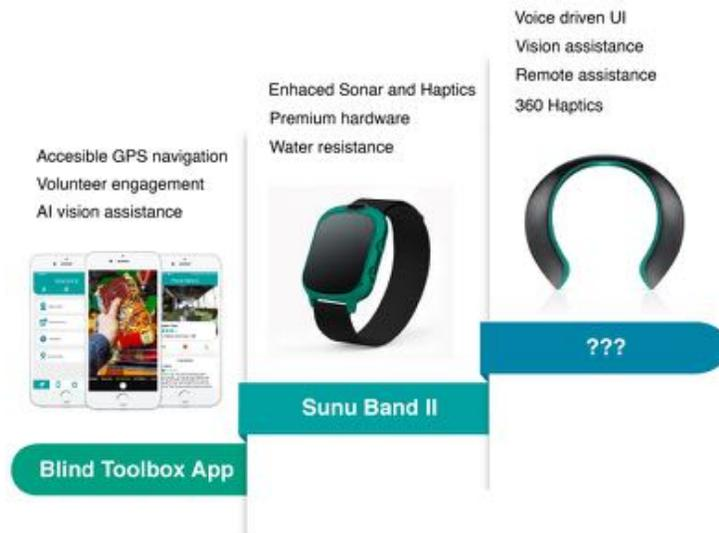 Voice driven UI
Vision assistance
Remote assistance
360 Haptics
Enhaced Sonar and Haptics
Premium hardware
Water resistance
Accesible GPS navigation
Volunteer engagement
AI vision assistance
???
Sunu Band II
Blind Toolbox App